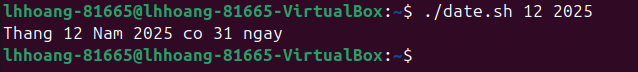 lhhoang-81665@lhhoang-81665-VirtualBox:~$ ./date.sh 12 2025
Thang 12 Nam 2025 co 31 ngay
lhhoang-81665@lhhoang-81665-VirtualBox:~$